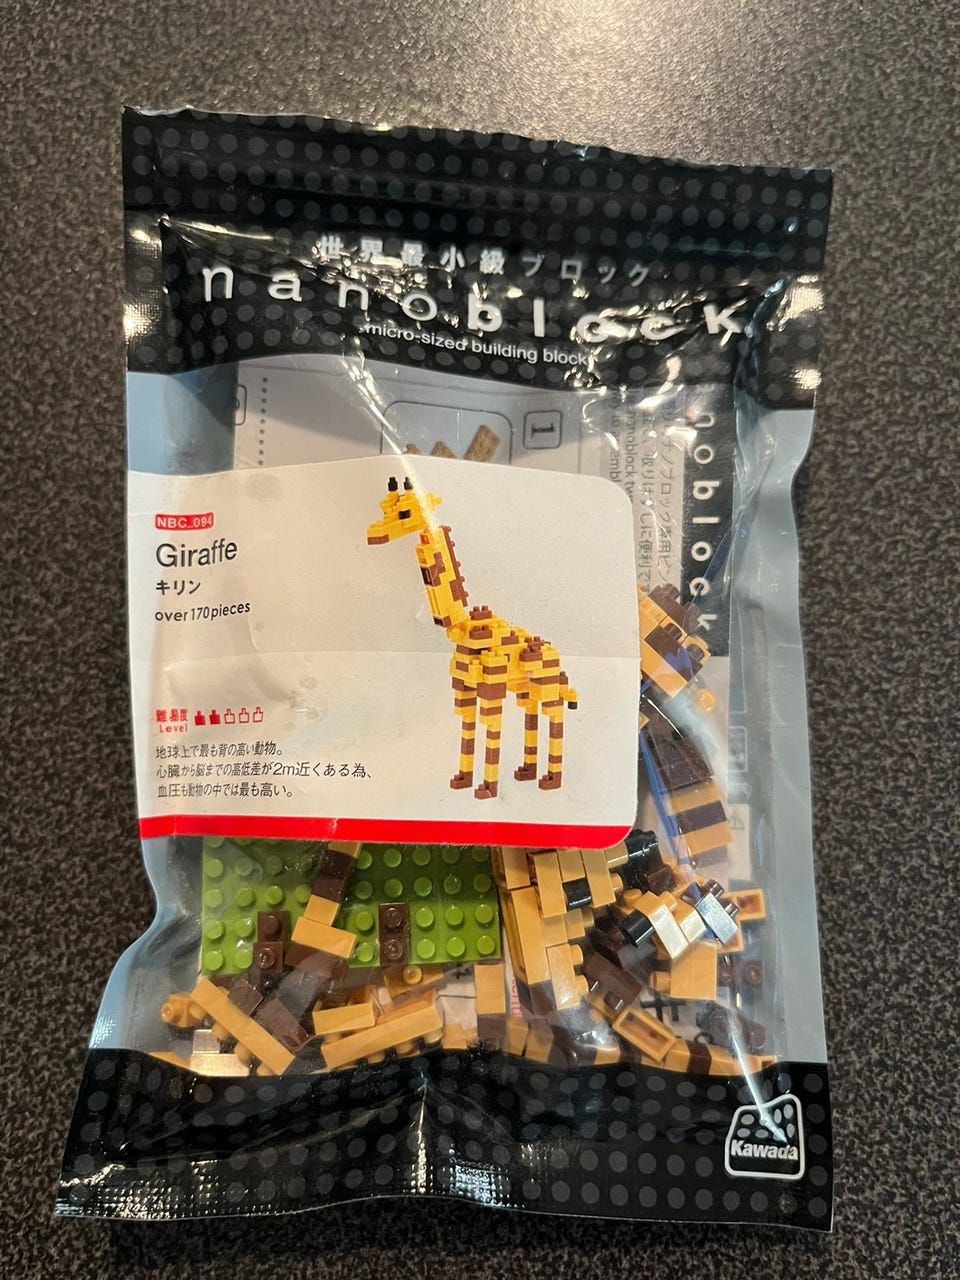 世界最小級ブロック
nanoblock
micro-sized building block
1
nanoblock
NBC_094
Giraffe
キリン
over 170 pieces
難易度
Level
地球上で最も背の高い動物。
心臓から脳までの高低差が2m近くある為、
血圧も動物の中では最も高い。
Kawada